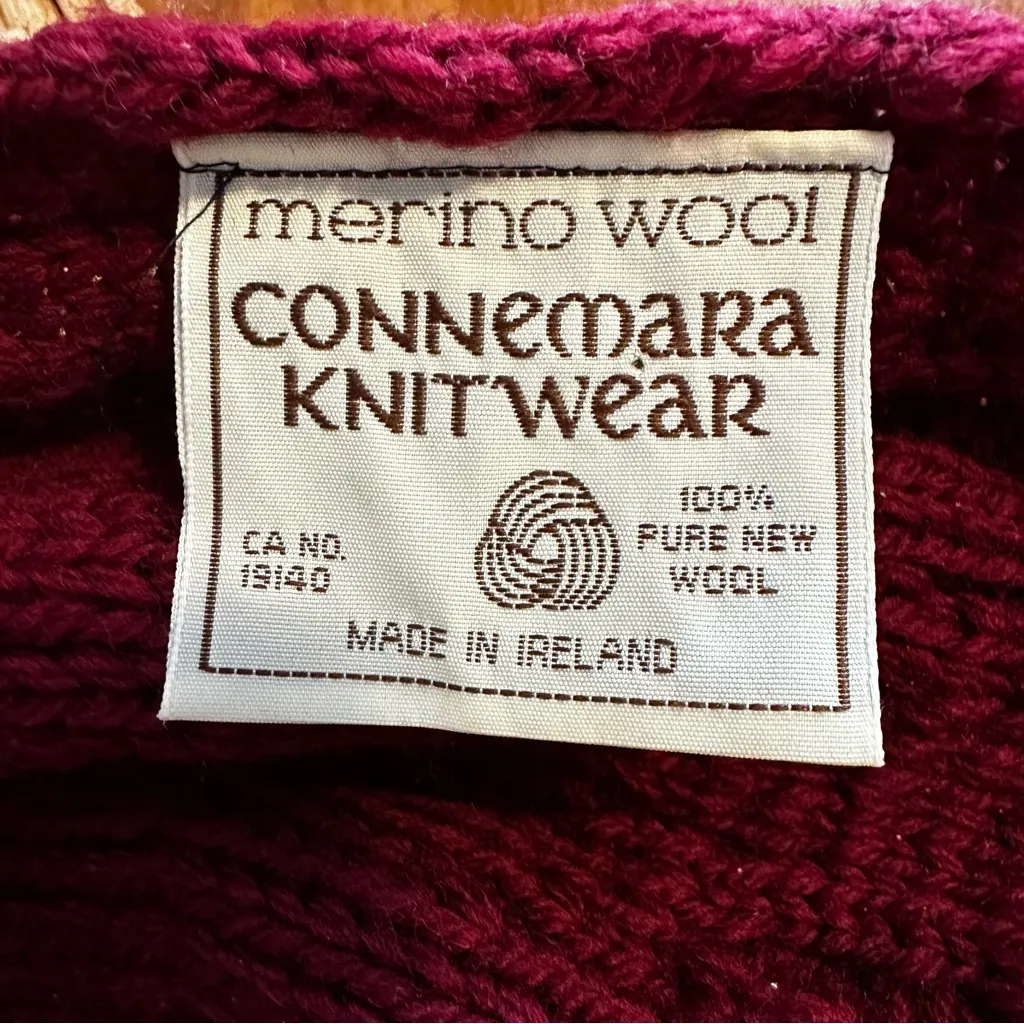 merino wool
CONNemaRa
KNITWeaR
100%
CA NO. PURE NEW
19140 WOOL
MADE IN IRELAND